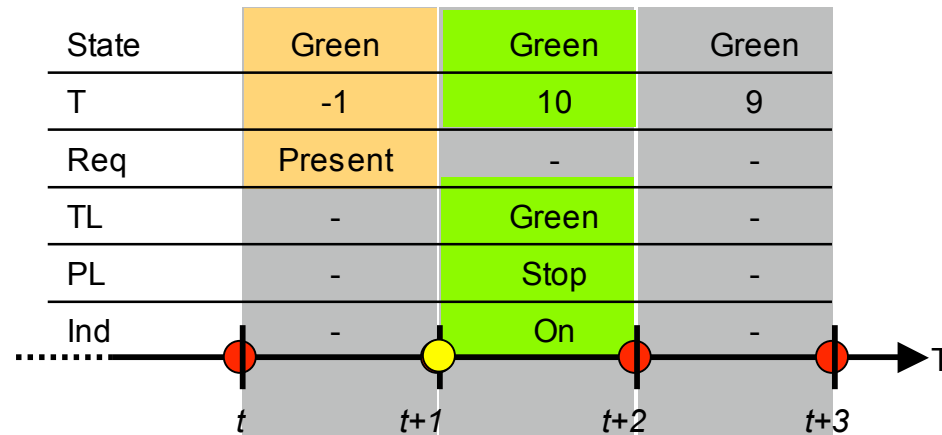 State Green Green Green
T -1 10 9
Req Present - -
TL - Green -
PL - Stop -
Ind - On -
T
t t+1 t+2 t+3